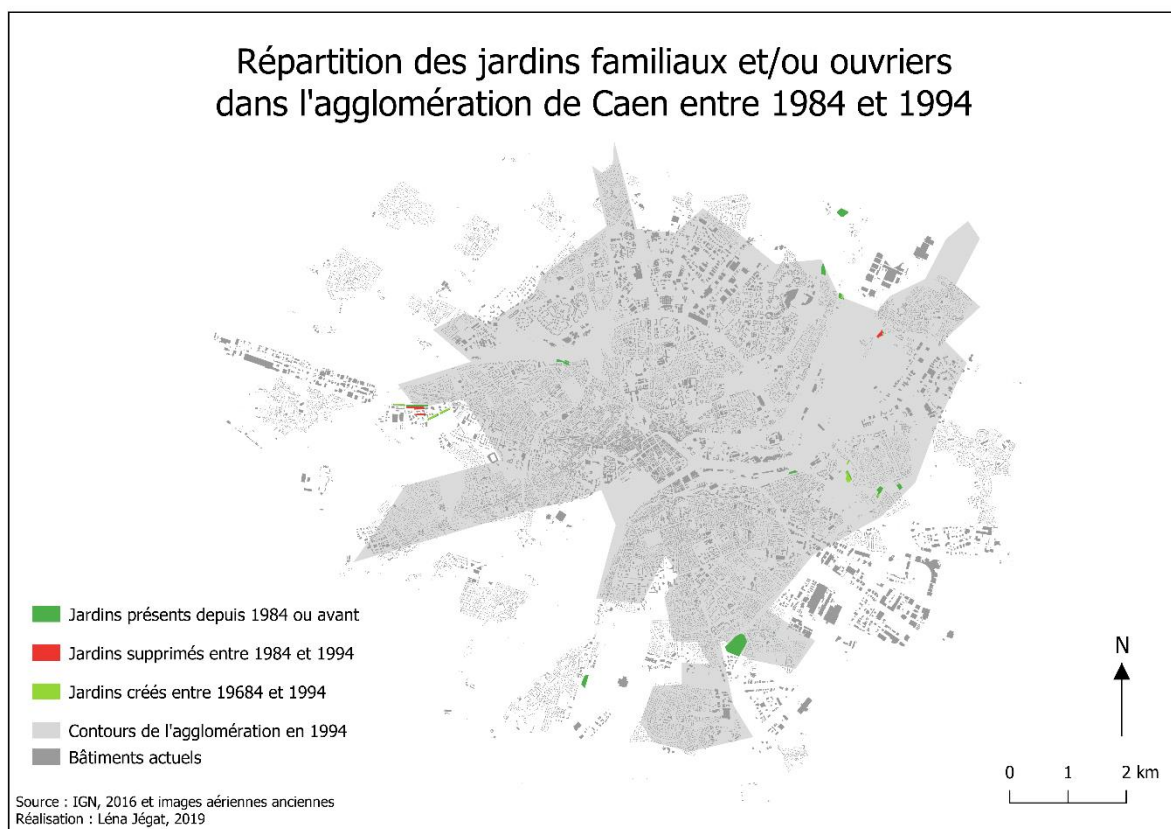 Répartition des jardins familiaux et/ou ouvriers
dans l'agglomération de Caen entre 1984 et 1994
Jardins présents depuis 1984 ou avant
Jardins supprimés entre 1984 et 1994
Jardins créés entre 19684 et 1994
Contours de l'agglomération en 1994
Bâtiments actuels
N
0 1 2 km
Source : IGN, 2016 et images aériennes anciennes
Réalisation : Léna Jégat, 2019